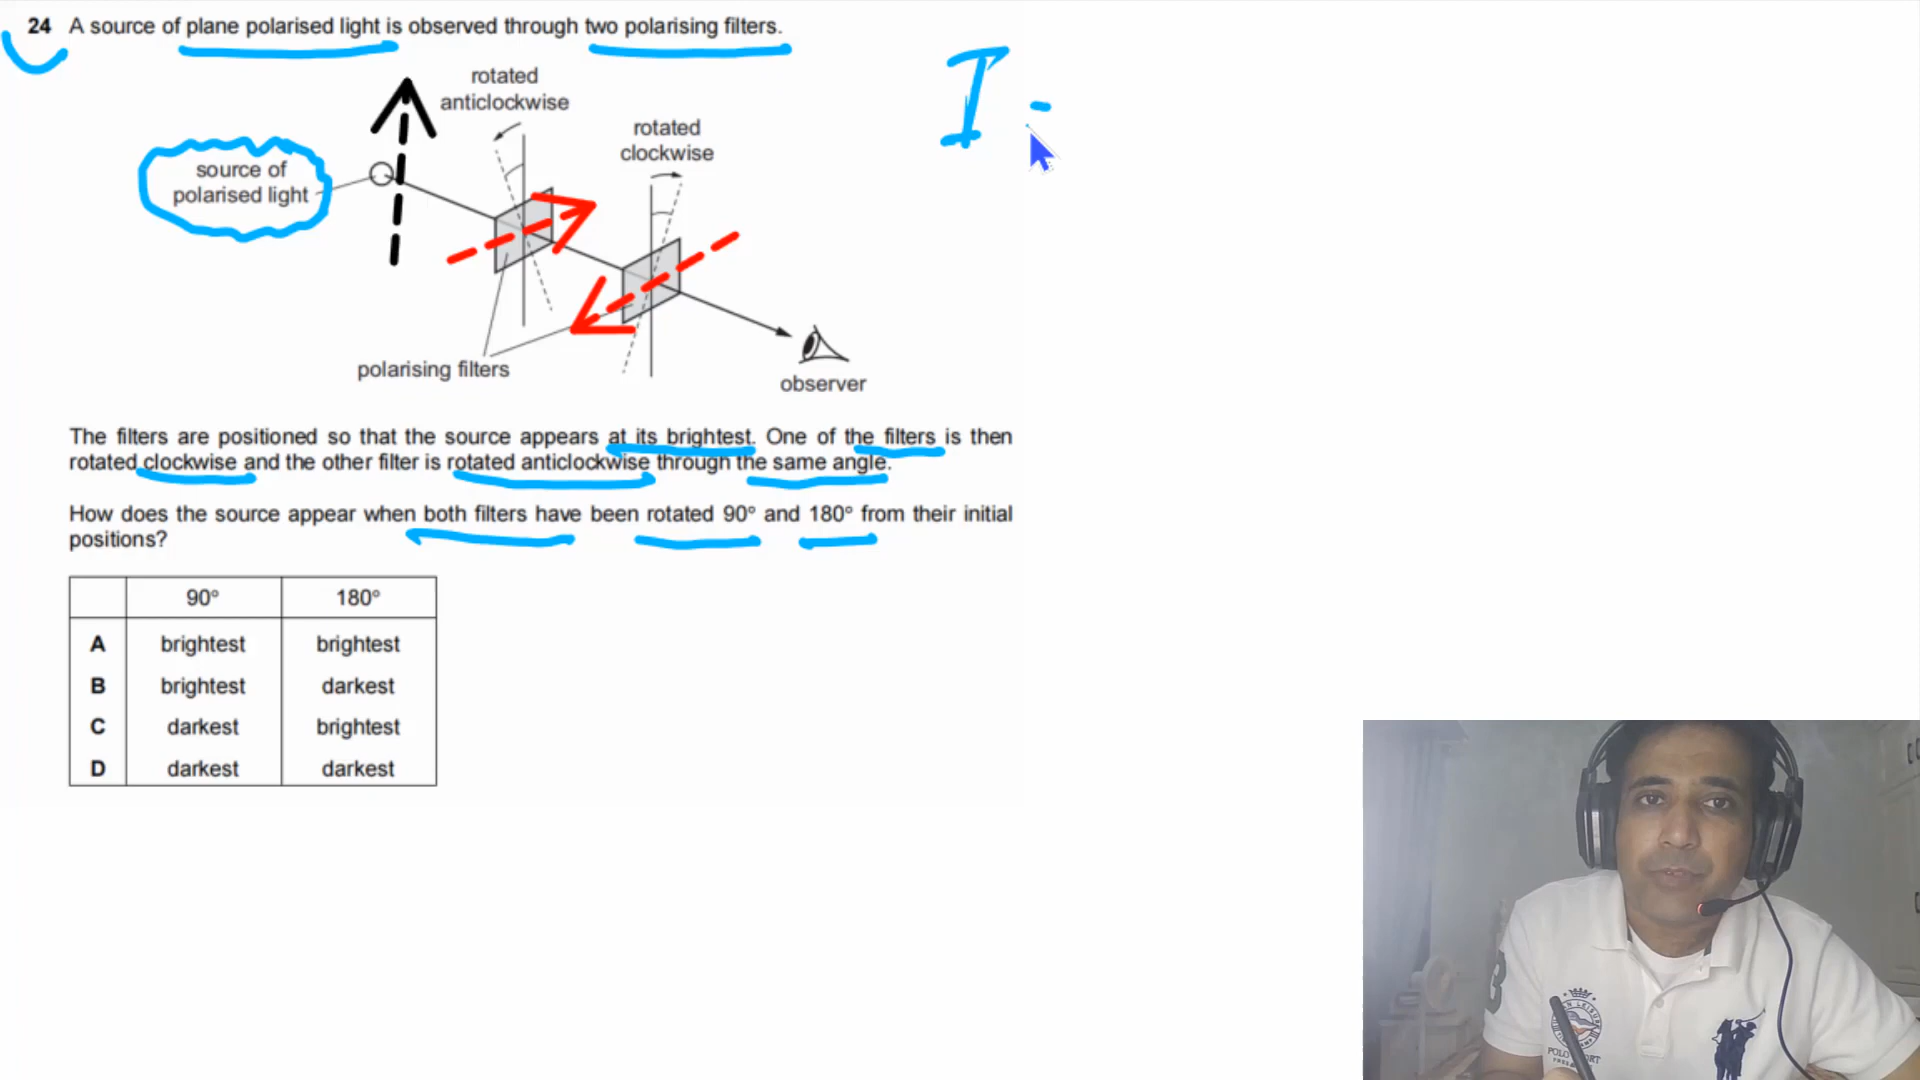 24 A source of plane polarised light is observed through two polarising filters.
rotated
anticlockwise
rotated
clockwise
source of
polarised light
polarising filters
observer
I =
The filters are positioned so that the source appears at its brightest. One of the filters is then
rotated clockwise and the other filter is rotated anticlockwise through the same angle.
How does the source appear when both filters have been rotated 90° and 180° from their initial
positions?
90° 180°
A brightest brightest
B brightest darkest
C darkest brightest
D darkest darkest
3